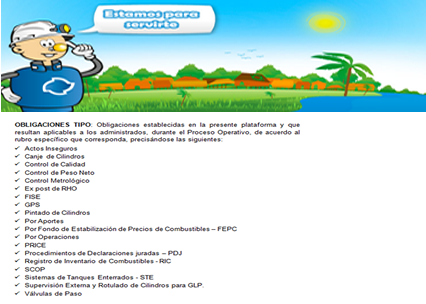 Estamos para
servirte
OBLIGACIONES TIPO: Obligaciones establecidas en la presente plataforma y que
resultan aplicables a los administrados, durante el Proceso Operativo, de acuerdo al
rubro específico que corresponda, precisándose las siguientes:
✓ Actos Inseguros
✓ Canje de Cilindros
✓ Control de Calidad
✓ Control de Peso Neto
✓ Control Metrológico
✓ Ex post de RHO
✓ FISE
✓ GPS
✓ Pintado de Cilindros
✓ Por Aportes
✓ Por Fondo de Estabilización de Precios de Combustibles – FEPC
✓ Por Operaciones
✓ PRICE
✓ Procedimientos de Declaraciones juradas – PDJ
✓ Registro de Inventario de Combustibles - RIC
✓ SCOP
✓ Sistemas de Tanques Enterrados - STE
✓ Supervisión Externa y Rotulado de Cilindros para GLP.
✓ Válvulas de Paso